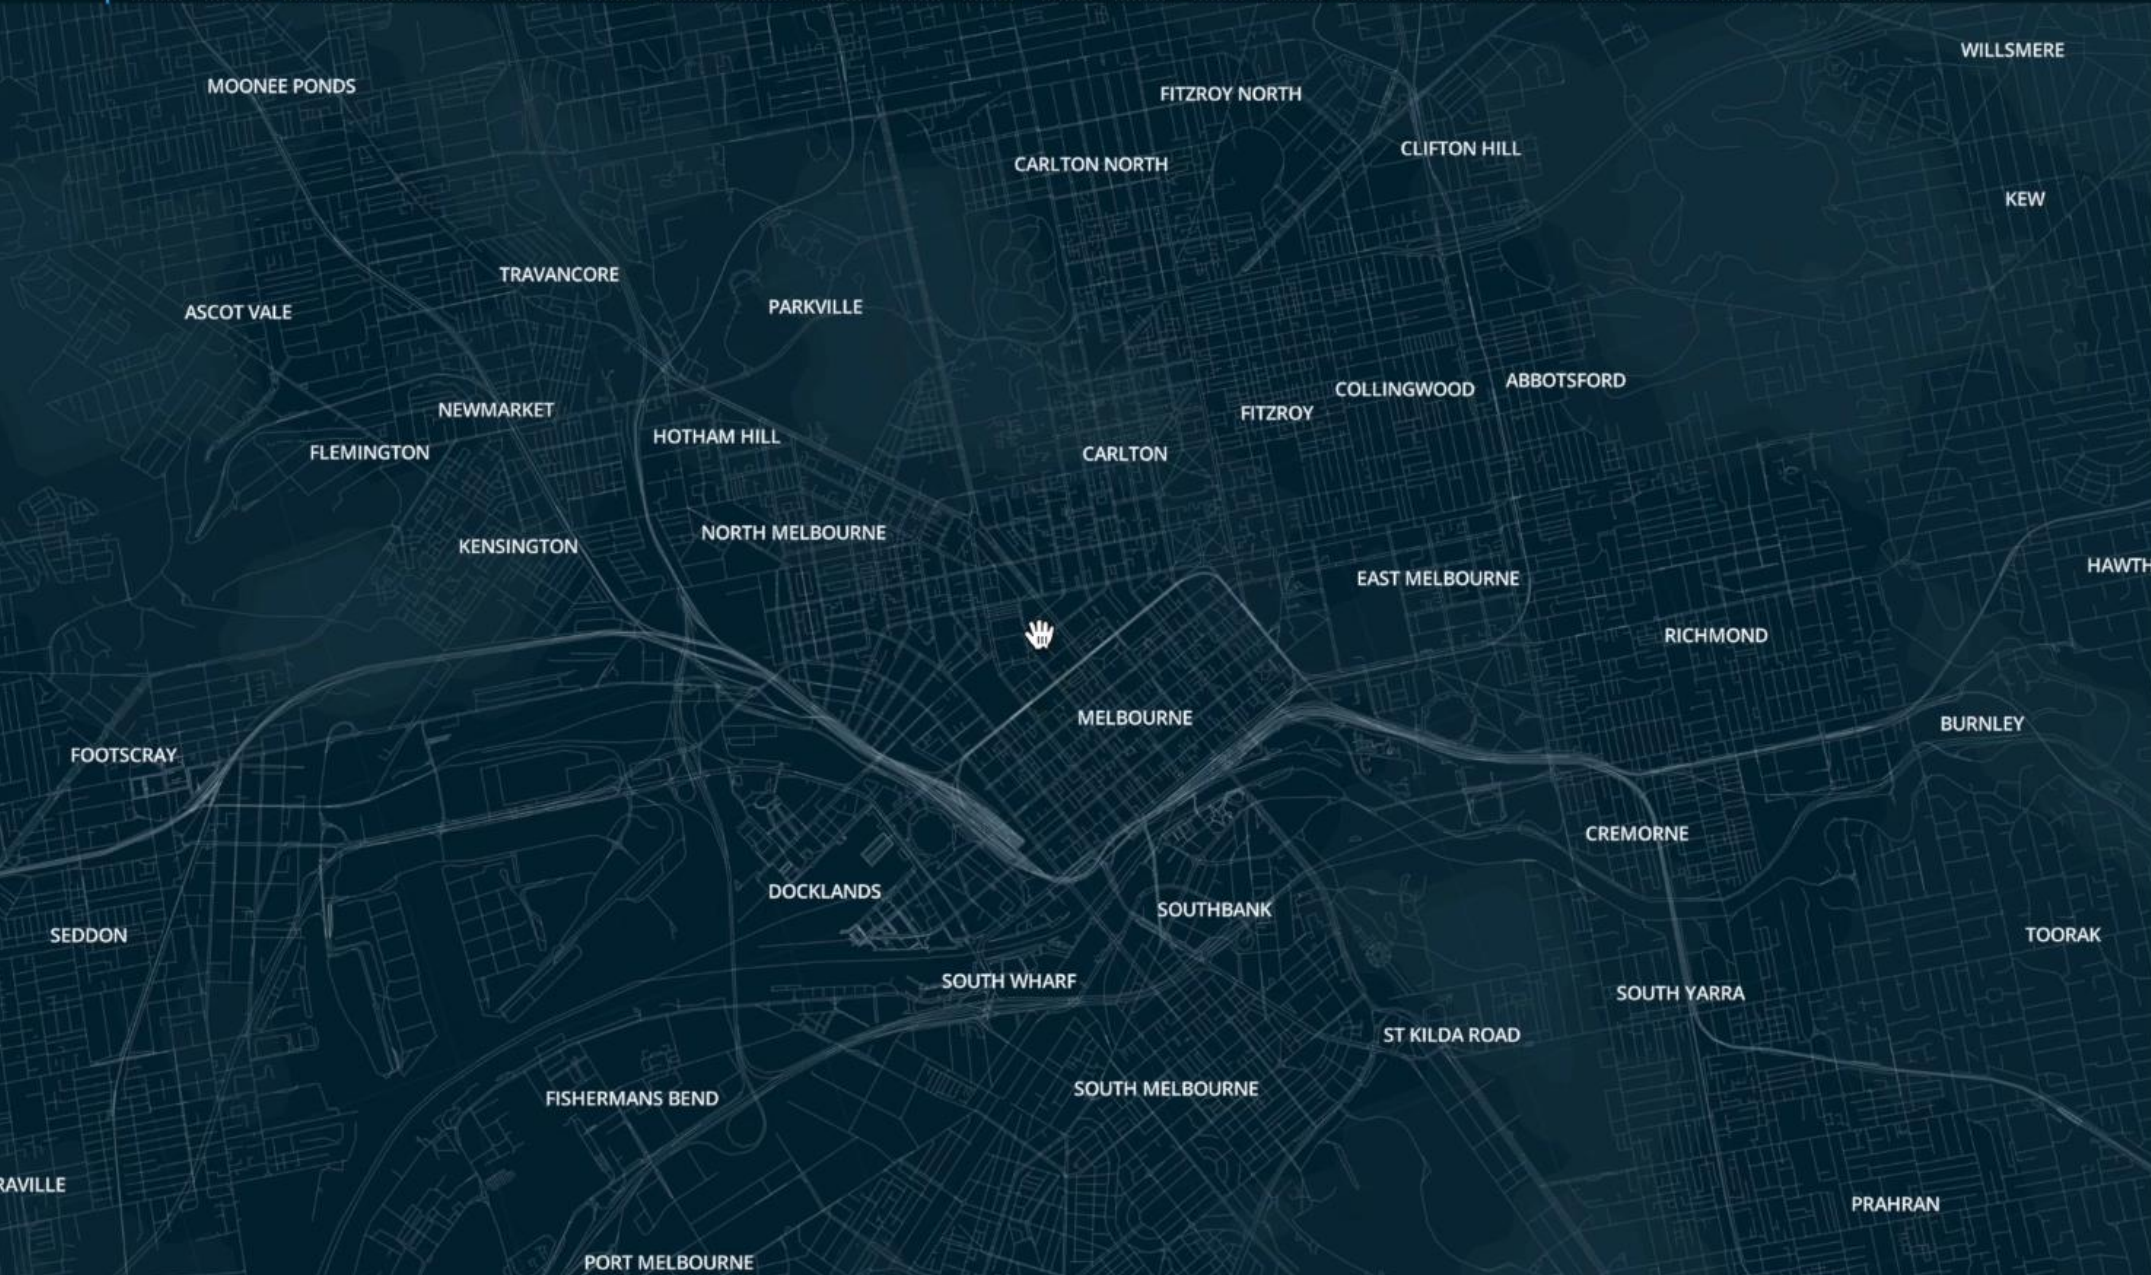 WILLSMERE
MOONEE PONDS
FITZROY NORTH
CLIFTON HILL
CARLTON NORTH
KEW
TRAVANCORE
PARKVILLE
ASCOT VALE
ABBOTSFORD
COLLINGWOOD
NEWMARKET
FITZROY
HOTHAM HILL
FLEMINGTON
CARLTON
NORTH MELBOURNE
KENSINGTON
HAWTH
EAST MELBOURNE
RICHMOND
MELBOURNE
BURNLEY
FOOTSCRAY
CREMORNE
DOCKLANDS
SOUTHBANK
SEDDON
TOORAK
SOUTH WHARF
SOUTH YARRA
ST KILDA ROAD
SOUTH MELBOURNE
FISHERMANS BEND
RAVILLE
PRAHRAN
PORT MELBOURNE